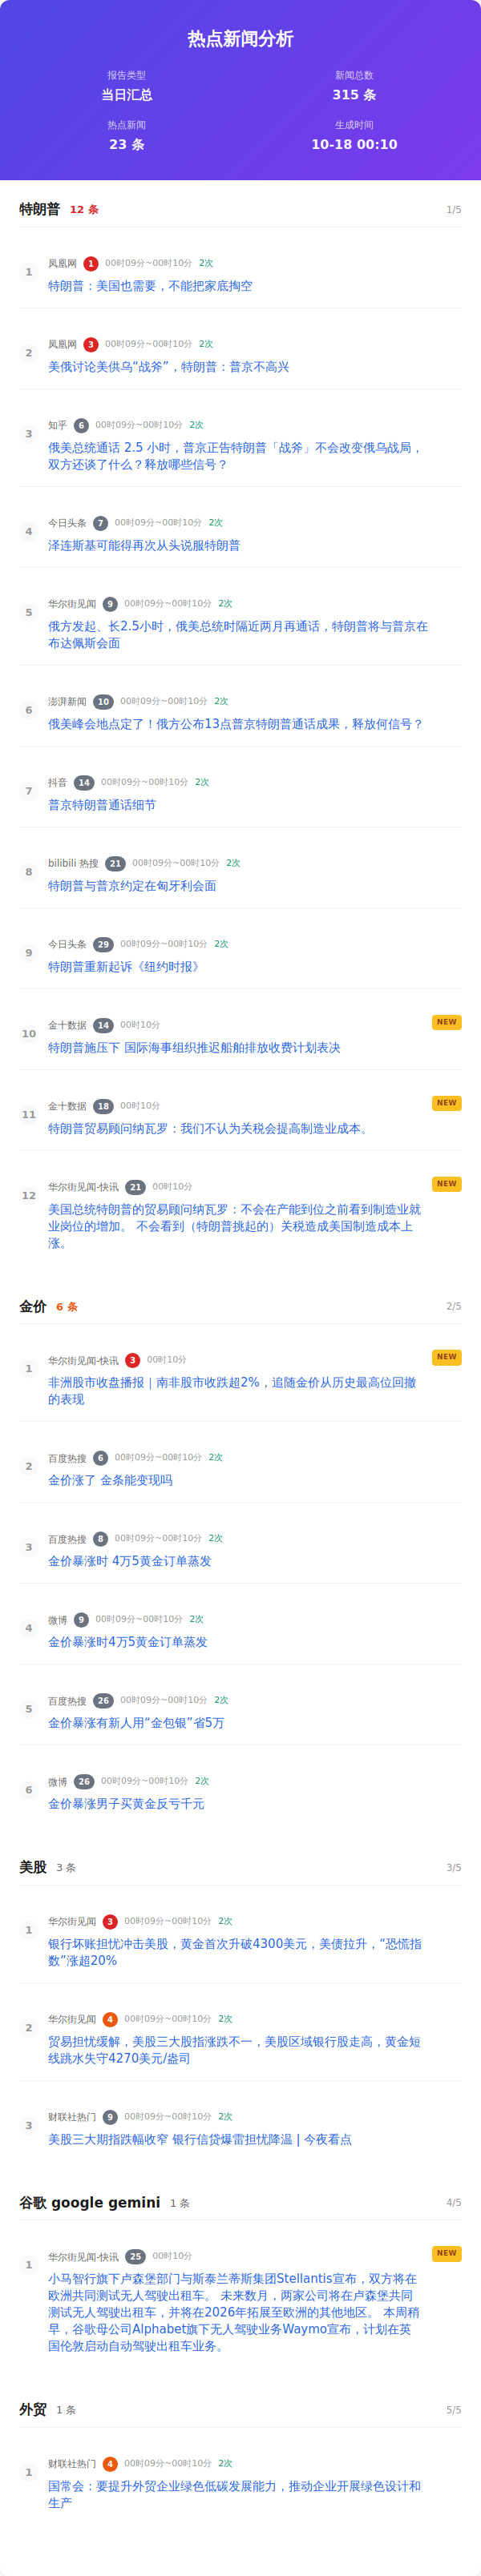 热点新闻分析
报告类型
新闻总数
当日汇总
315 条
热点新闻
生成时间
23 条
10-18 00:10
特朗普 12 条 1/5
1
凤凰网 1 00时09分~00时10分 2次
特朗普：美国也需要，不能把家底掏空
2
凤凰网 3 00时09分~00时10分 2次
美俄讨论美供乌“战斧”，特朗普：普京不高兴
3
知乎 6 00时09分~00时10分 2次
俄美总统通话 2.5 小时，普京正告特朗普「战斧」不会改变俄乌战局，
双方还谈了什么？释放哪些信号？
4
今日头条 7 00时09分~00时10分 2次
泽连斯基可能得再次从头说服特朗普
5
华尔街见闻 9 00时09分~00时10分 2次
俄方发起、长2.5小时，俄美总统时隔近两月再通话，特朗普将与普京在
布达佩斯会面
6
澎湃新闻 10 00时09分~00时10分 2次
俄美峰会地点定了！俄方公布13点普京特朗普通话成果，释放何信号？
7
抖音 14 00时09分~00时10分 2次
普京特朗普通话细节
8
bilibili 热搜 21 00时09分~00时10分 2次
特朗普与普京约定在匈牙利会面
9
今日头条 29 00时09分~00时10分 2次
特朗普重新起诉《纽约时报》
10
金十数据 14 00时10分 NEW
特朗普施压下 国际海事组织推迟船舶排放收费计划表决
11
金十数据 18 00时10分 NEW
特朗普贸易顾问纳瓦罗：我们不认为关税会提高制造业成本。
12
华尔街见闻-快讯 21 00时10分 NEW
美国总统特朗普的贸易顾问纳瓦罗：不会在产能到位之前看到制造业就
业岗位的增加。 不会看到（特朗普挑起的）关税造成美国制造成本上
涨。
金价 6 条 2/5
1
华尔街见闻-快讯 3 00时10分 NEW
非洲股市收盘播报｜南非股市收跌超2%，追随金价从历史最高位回撤
的表现
2
百度热搜 6 00时09分~00时10分 2次
金价涨了 金条能变现吗
3
百度热搜 8 00时09分~00时10分 2次
金价暴涨时 4万5黄金订单蒸发
4
微博 9 00时09分~00时10分 2次
金价暴涨时4万5黄金订单蒸发
5
百度热搜 26 00时09分~00时10分 2次
金价暴涨有新人用“金包银”省5万
6
微博 26 00时09分~00时10分 2次
金价暴涨男子买黄金反亏千元
美股 3 条 3/5
1
华尔街见闻 3 00时09分~00时10分 2次
银行坏账担忧冲击美股，黄金首次升破4300美元，美债拉升，“恐慌指
数”涨超20%
2
华尔街见闻 4 00时09分~00时10分 2次
贸易担忧缓解，美股三大股指涨跌不一，美股区域银行股走高，黄金短
线跳水失守4270美元/盎司
3
财联社热门 9 00时09分~00时10分 2次
美股三大期指跌幅收窄 银行信贷爆雷担忧降温 | 今夜看点
谷歌 google gemini 1 条 4/5
1
华尔街见闻-快讯 25 00时10分 NEW
小马智行旗下卢森堡部门与斯泰兰蒂斯集团Stellantis宣布，双方将在
欧洲共同测试无人驾驶出租车。 未来数月，两家公司将在卢森堡共同
测试无人驾驶出租车，并将在2026年拓展至欧洲的其他地区。 本周稍
早，谷歌母公司Alphabet旗下无人驾驶业务Waymo宣布，计划在英
国伦敦启动自动驾驶出租车业务。
外贸 1 条 5/5
1
财联社热门 4 00时09分~00时10分 2次
国常会：要提升外贸企业绿色低碳发展能力，推动企业开展绿色设计和
生产